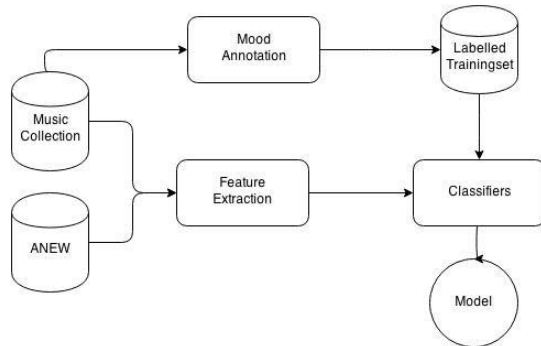 Mood
Annotation
Labelled
Trainingset
Music
Collection
Feature
Extraction
Classifiers
ANEW
Model